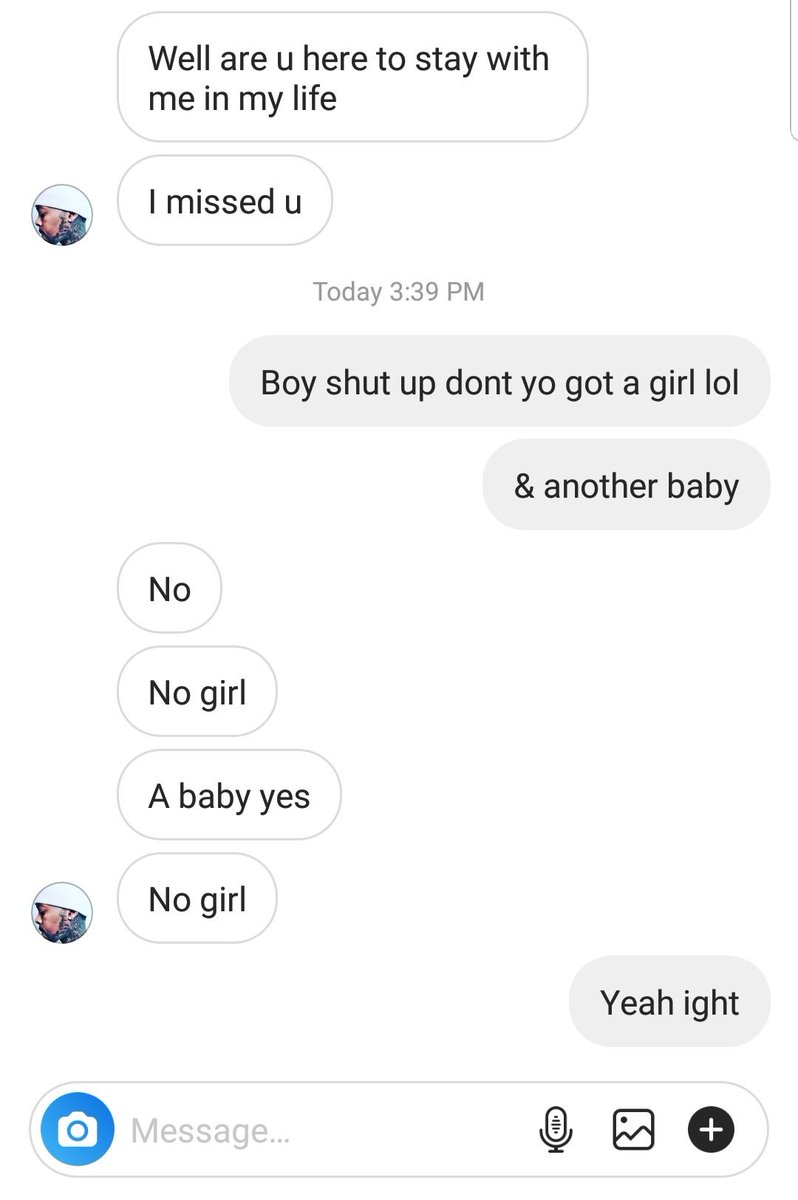 Well are u here to stay with
me in my life
I missed u
Today 3:39 PM
Boy shut up dont yo got a girl lol
& another baby
No
No girl
A baby yes
No girl
Yeah ight
Message...